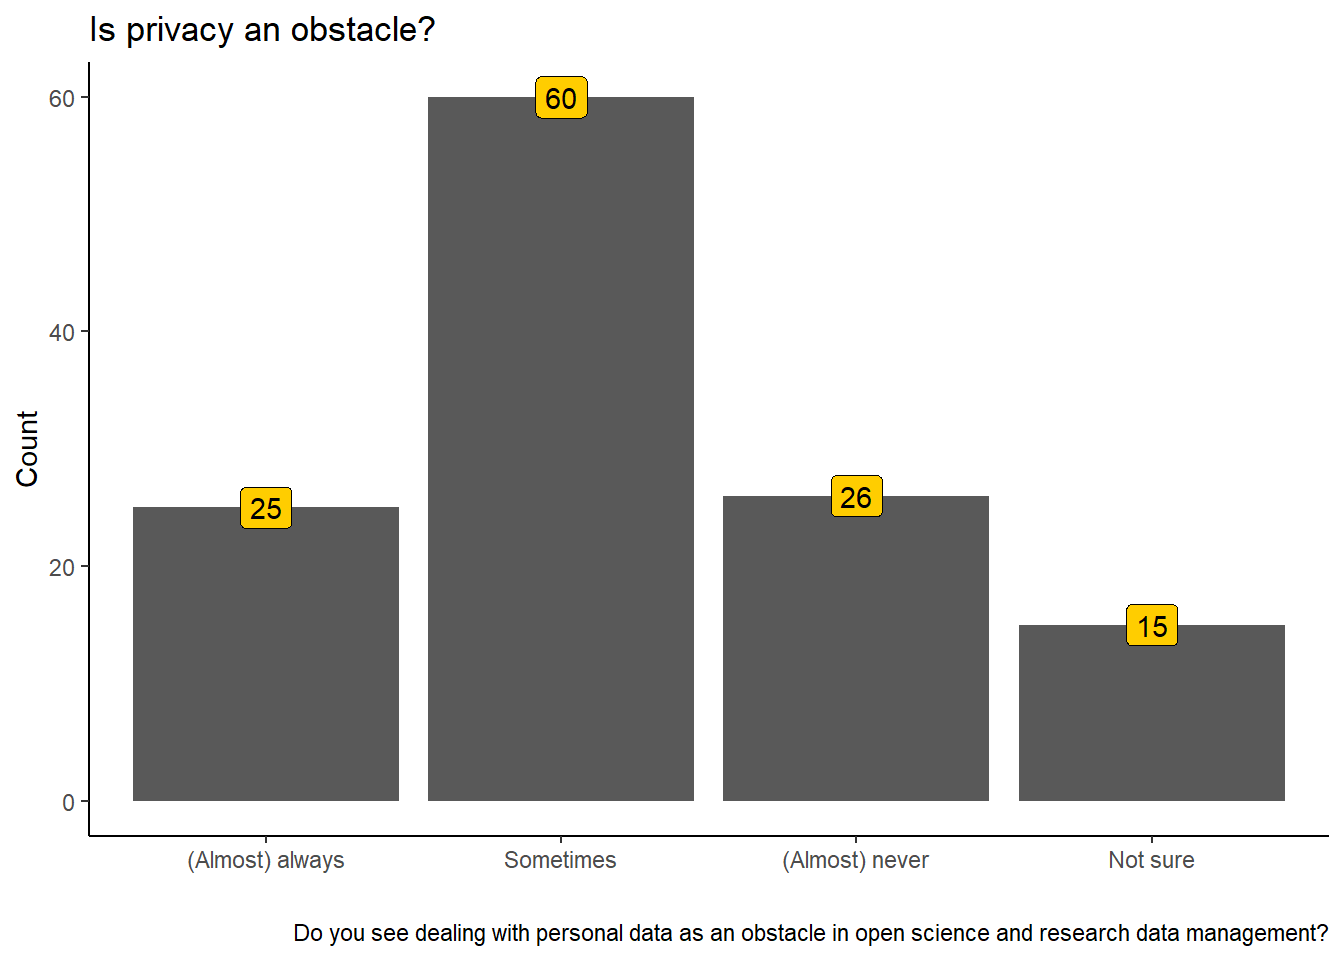 Is privacy an obstacle?
60
40
20
0
Count
25
60
26
15
(Almost) always
Sometimes
(Almost) never
Not sure
Do you see dealing with personal data as an obstacle in open science and research data management?